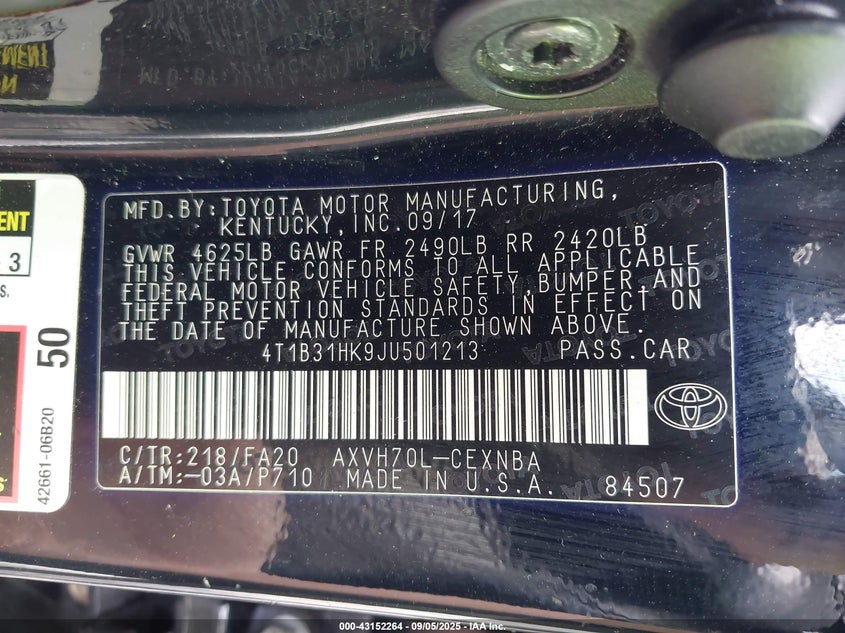 MENT
3
S.
50
42661-06B20
MFD.BY:TOYOTA MOTOR MANUFACTURING,
KENTUCKY,INC.09/17
GVWR 4625LB GAWR FR 2490LB RR 2420LB
THIS VEHICLE CONFORMS TO ALL APPLICABLE
FEDERAL MOTOR VEHICLE SAFETY,BUMPER,AND
THEFT PREVENTION STANDARDS IN EFFECT ON
THE DATE OF MANUFACTURE SHOWN ABOVE.
4T1B31HK9JU501213 PASS.CAR
C/TR:218/FA20 AXVH70L-CEXNBA
A/TM:-03A/P710 MADE IN U.S.A. 84507
000-43152264 - 09/05/2025 - IAA Inc.